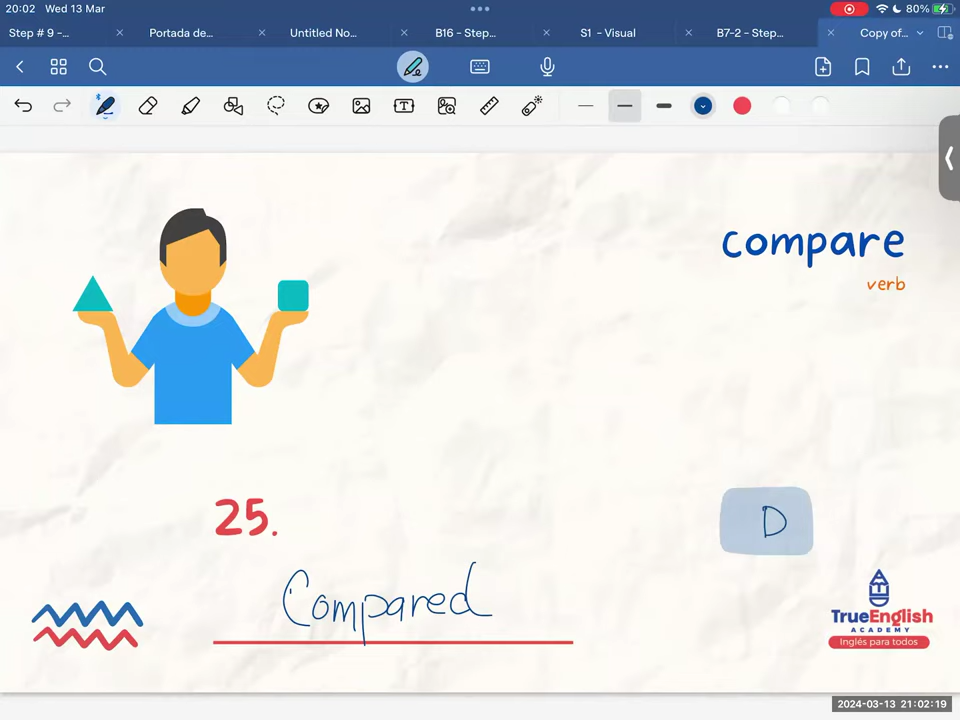 20:02 Wed 13 Mar
80%
Step # 9 –...
Portada de...
Untitled No...
B16 - Step...
S1 - Visual
B7-2 - Step...
Copy of...
compare
verb
25.
D
Compared
TrueEnglish
ACADEMY
Inglés para todos
2024-03-13 21:02:19